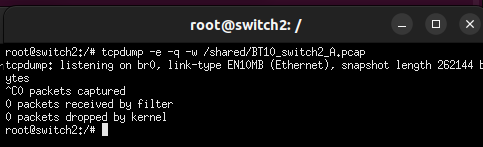 root@switch2: /
root@switch2:/# tcpdump -e -q -w /shared/BT10_switch2_A.pcap
tcpdump: listening on br0, link-type EN10MB (Ethernet), snapshot length 262144 b
ytes
^C0 packets captured
0 packets received by filter
0 packets dropped by kernel
root@switch2:/#